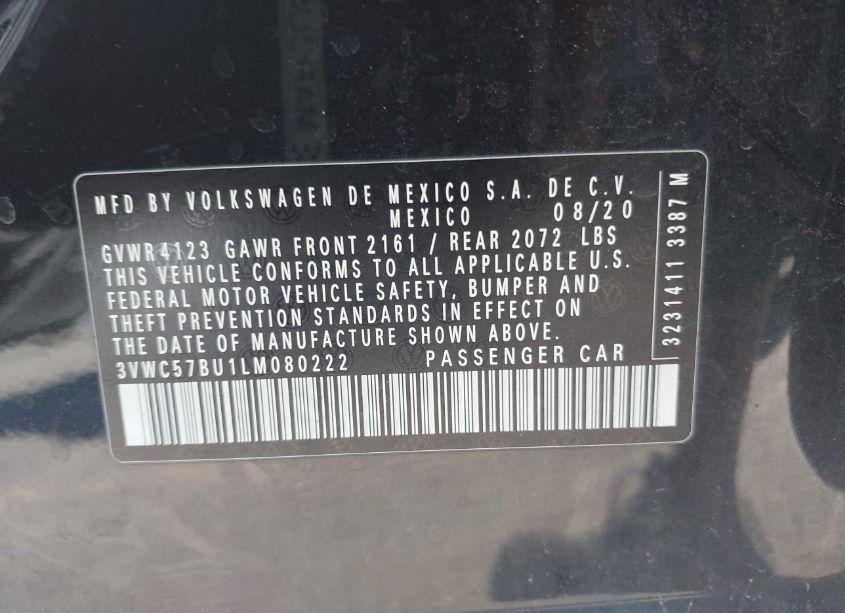 MFD BY VOLKSWAGEN DE MEXICO S.A. DE C.V.
MEXICO 08/20
GVWR4123 GAWR FRONT 2161 / REAR 2072 LBS
THIS VEHICLE CONFORMS TO ALL APPLICABLE U.S.
FEDERAL MOTOR VEHICLE SAFETY, BUMPER AND
THEFT PREVENTION STANDARDS IN EFFECT ON
THE DATE OF MANUFACTURE SHOWN ABOVE.
3VWC57BU1LM080222 PASSENGER CAR
3231411 3387 M